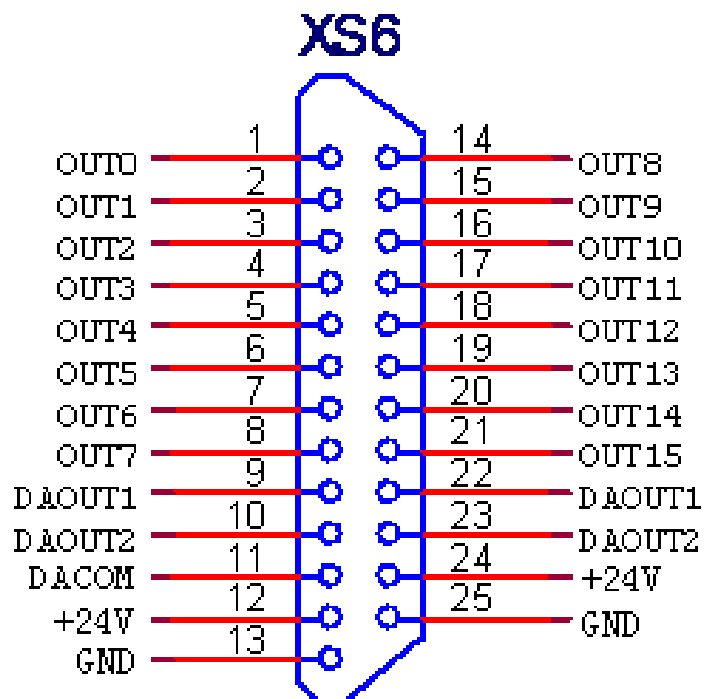 XS6
OUT0 1 14 OUT8
OUT1 2 15 OUT9
OUT2 3 16 OUT10
OUT3 4 17 OUT11
OUT4 5 18 OUT12
OUT5 6 19 OUT13
OUT6 7 20 OUT14
OUT7 8 21 OUT15
DAOUT1 9 22 DAOUT1
DAOUT2 10 23 DAOUT2
DACOM 11 24 +24V
+24V 12 25 GND
GND 13